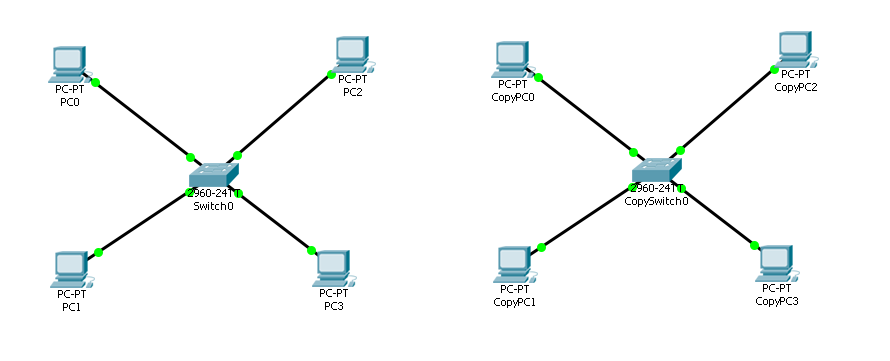 PC-PT
PC0
PC-PT
PC2
2960-24TT
Switch0
PC-PT
PC1
PC-PT
PC3
PC-PT
CopyPC0
PC-PT
CopyPC2
2960-24TT
CopySwitch0
PC-PT
CopyPC1
PC-PT
CopyPC3